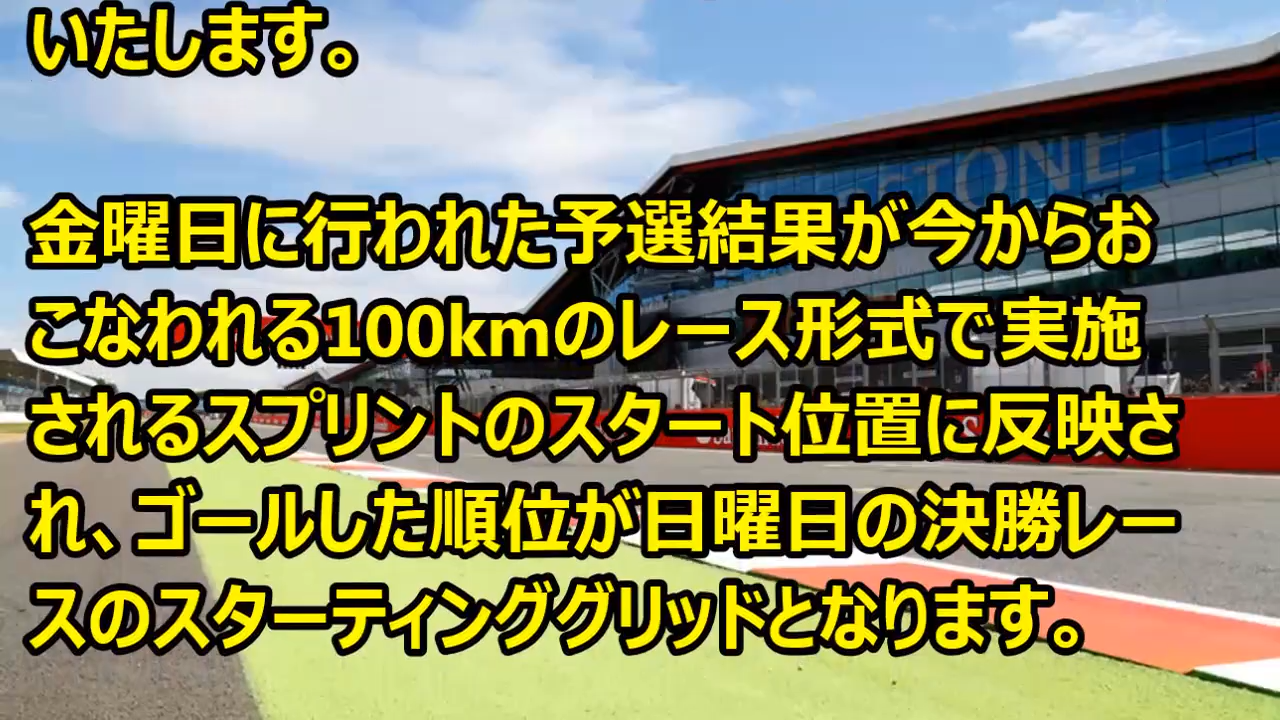 いたします。
金曜日に行われた予選結果が今からお
こなわれる100kmのレース形式で実施
されるスプリントのスタート位置に反映さ
れ、ゴールした順位が日曜日の決勝レー
スのスターティンググリッドとなります。